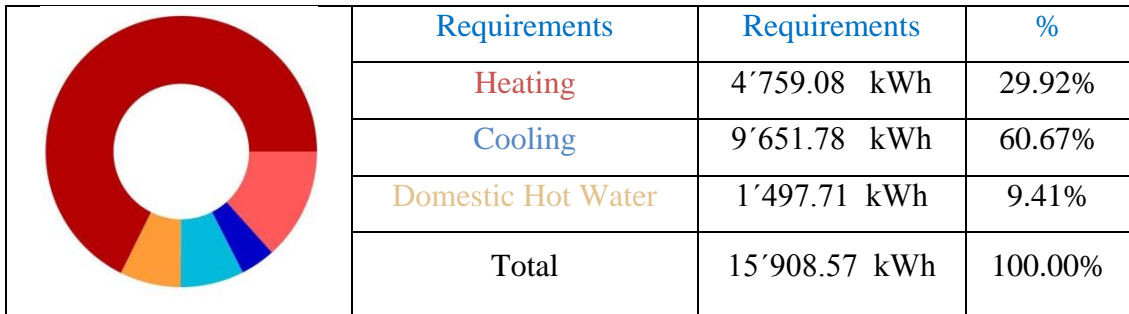 Requirements Requirements %
Heating 4´759.08 kWh 29.92%
Cooling 9´651.78 kWh 60.67%
Domestic Hot Water 1´497.71 kWh 9.41%
Total 15´908.57 kWh 100.00%